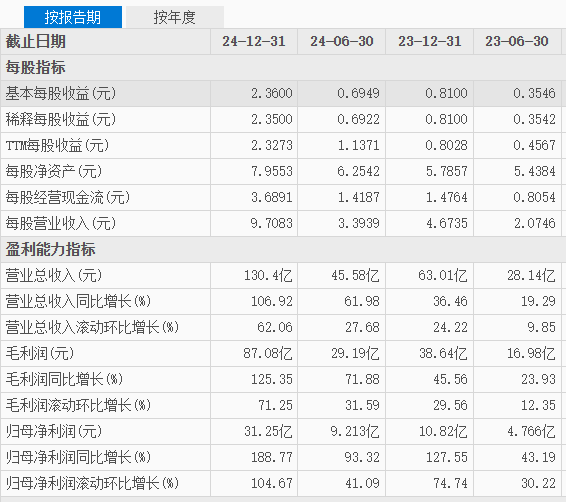 按报告期 按年度
截止日期 24-12-31 24-06-30 23-12-31 23-06-30
每股指标
基本每股收益(元) 2.3600 0.6949 0.8100 0.3546
稀释每股收益(元) 2.3500 0.6922 0.8100 0.3542
TTM每股收益(元) 2.3273 1.1371 0.8028 0.4567
每股净资产(元) 7.9553 6.2542 5.7857 5.4384
每股经营现金流(元) 3.6891 1.4187 1.4764 0.8054
每股营业收入(元) 9.7083 3.3939 4.6735 2.0746
盈利能力指标
营业总收入(元) 130.4亿 45.58亿 63.01亿 28.14亿
营业总收入同比增长(%) 106.92 61.98 36.46 19.29
营业总收入滚动环比增长(%) 62.06 27.68 24.22 9.85
毛利润(元) 87.08亿 29.19亿 38.64亿 16.98亿
毛利润同比增长(%) 125.35 71.88 45.56 23.93
毛利润滚动环比增长(%) 71.25 31.59 29.56 12.35
归母净利润(元) 31.25亿 9.213亿 10.82亿 4.766亿
归母净利润同比增长(%) 188.77 93.32 127.55 43.19
归母净利润滚动环比增长(%) 104.67 41.09 74.74 30.22